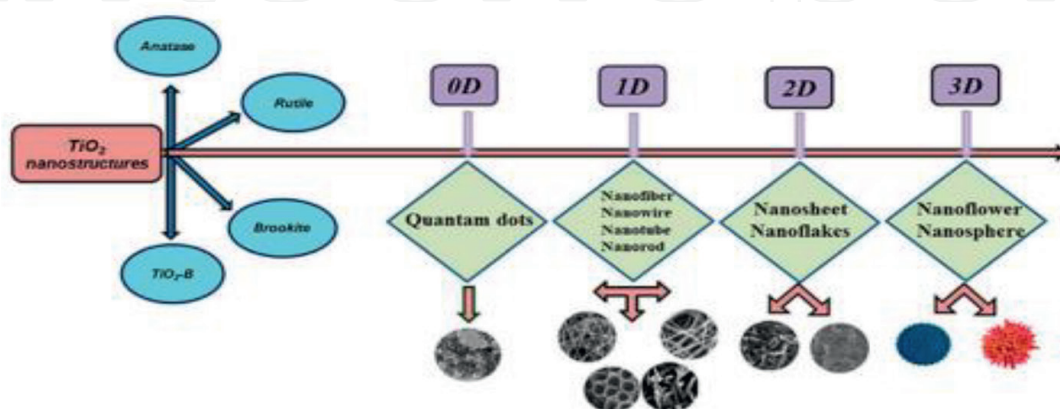 Anatase
Rutile
TiO₂
nanostructures
Brookite
TiO₂-B
0D
1D
2D
3D
Quantam dots
Nanofiber
Nanowire
Nanotube
Nanorod
Nanosheet
Nanoflakes
Nanoflower
Nanosphere